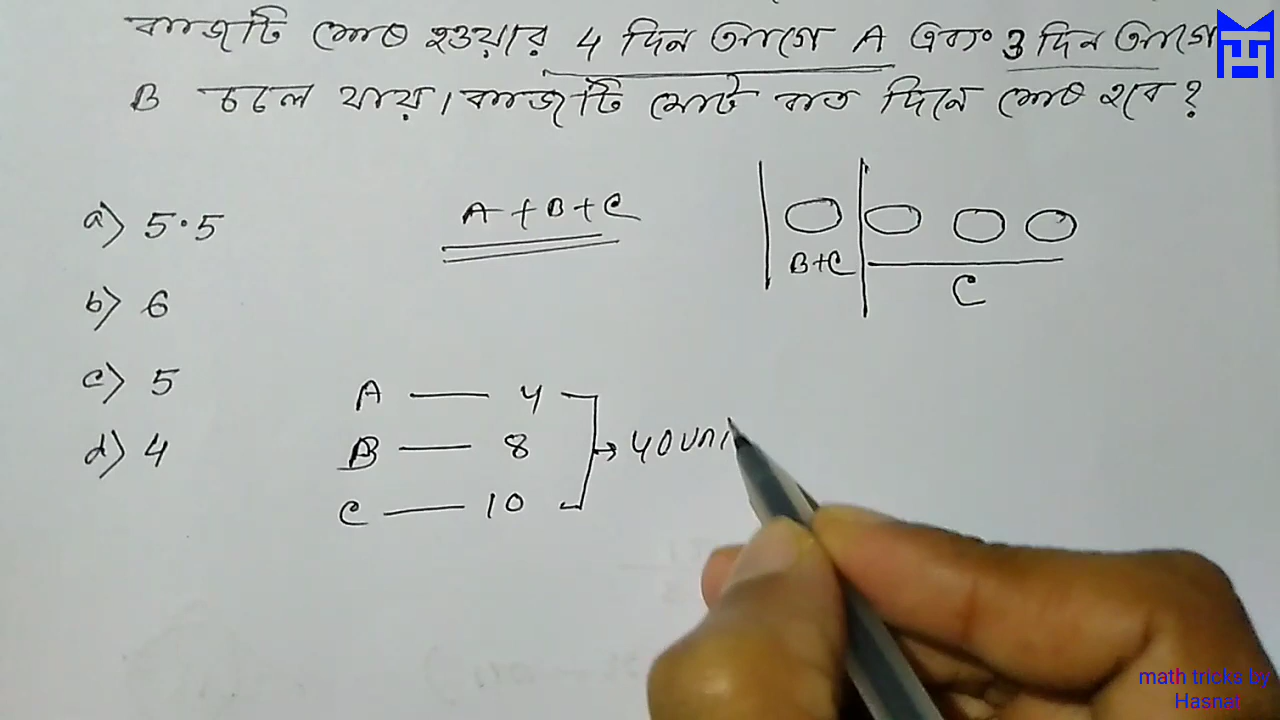 কাজটি শেষ হওয়ার 4 দিন আগে A এবং 3 দিন আগে
B চলে যায়। কাজটি মোট কত দিনে শেষ হবে?
a) 5.5
A + B + C
B+C
C
b) 6
c) 5
d) 4
A — 4
B — 8
C — 10
→ 40 uni
math tricks by
Hasnat